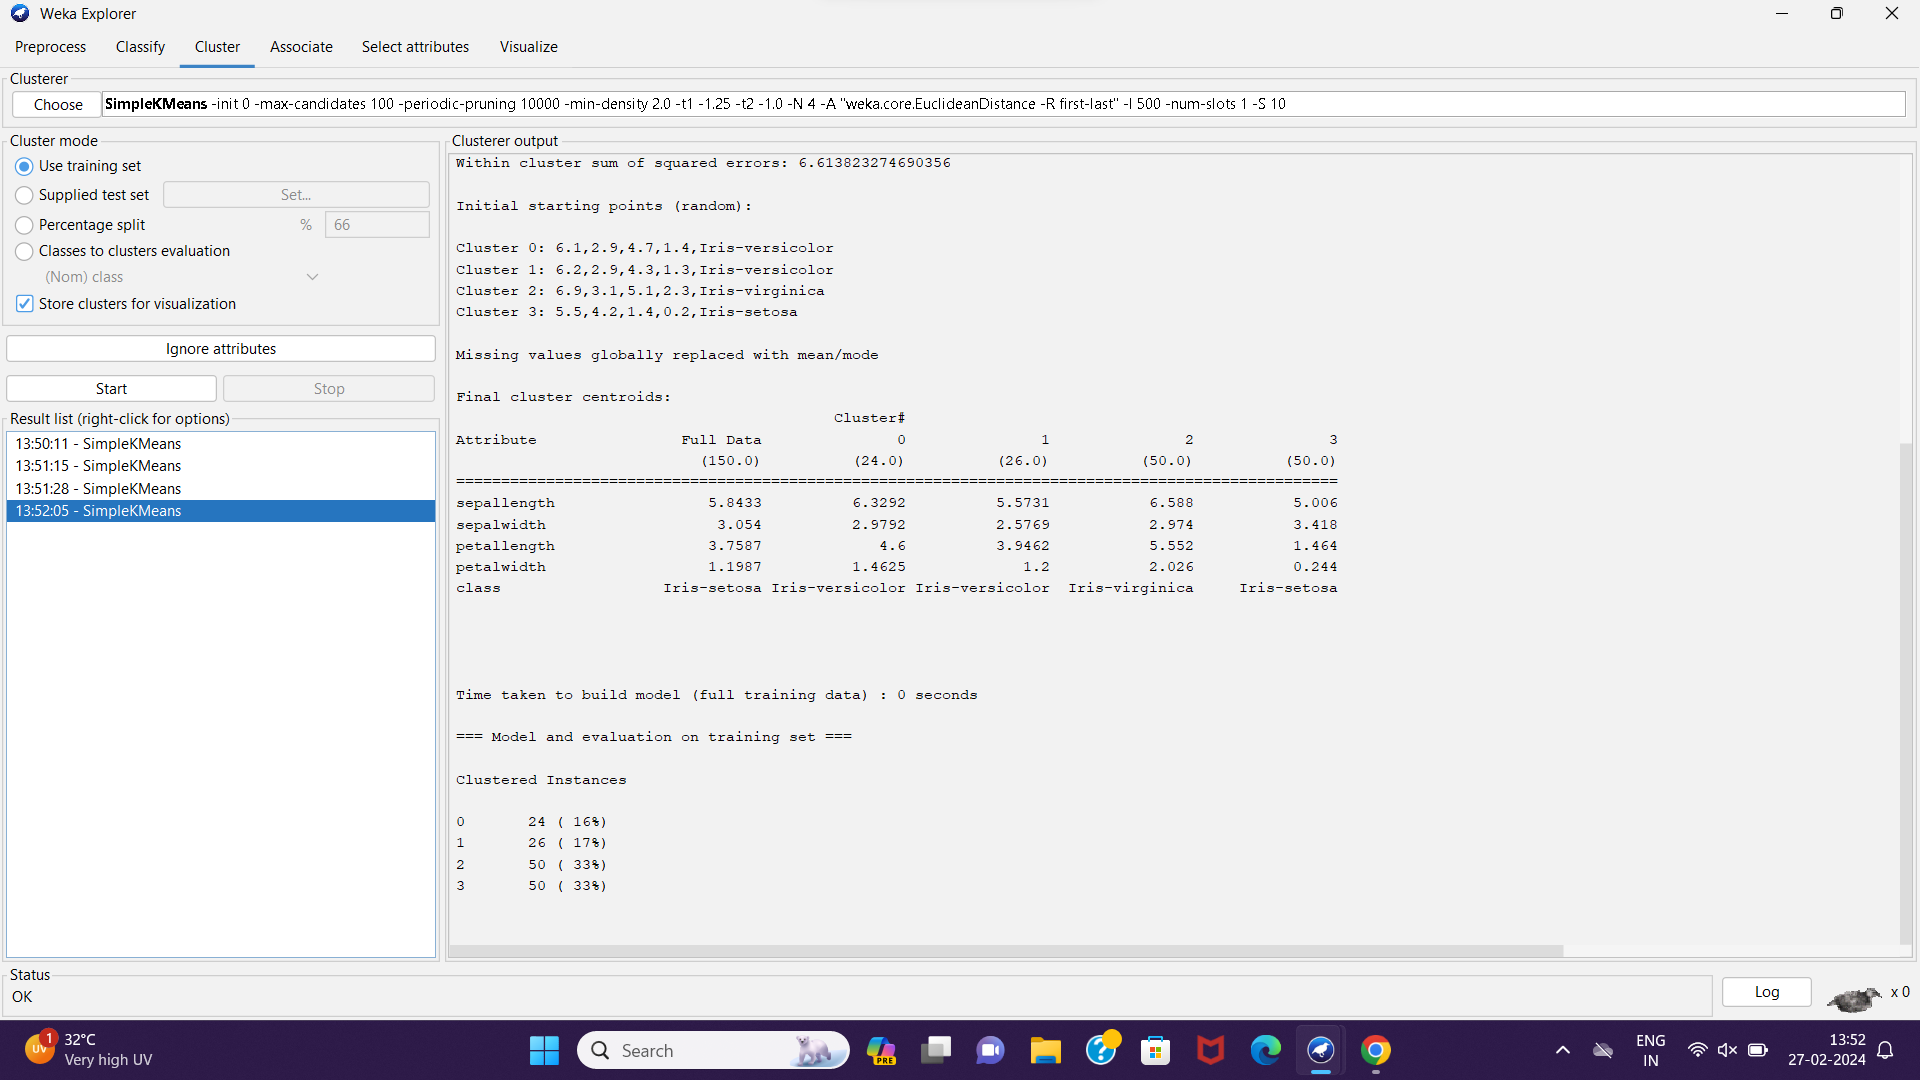 Weka Explorer
Preprocess Classify Cluster Associate Select attributes Visualize
Clusterer
Choose SimpleKMeans -init 0 -max-candidates 100 -periodic-pruning 10000 -min-density 2.0 -t1 -1.25 -t2 -1.0 -N 4 -A "weka.core.EuclideanDistance -R first-last" -I 500 -num-slots 1 -S 10
Cluster mode
Use training set
Supplied test set Set...
Percentage split % 66
Classes to clusters evaluation
(Nom) class
Store clusters for visualization
Ignore attributes
Start Stop
Result list (right-click for options)
13:50:11 - SimpleKMeans
13:51:15 - SimpleKMeans
13:51:28 - SimpleKMeans
13:52:05 - SimpleKMeans
Clusterer output
Within cluster sum of squared errors: 6.613823274690356
Initial starting points (random):
Cluster 0: 6.1,2.9,4.7,1.4,Iris-versicolor
Cluster 1: 6.2,2.9,4.3,1.3,Iris-versicolor
Cluster 2: 6.9,3.1,5.1,2.3,Iris-virginica
Cluster 3: 5.5,4.2,1.4,0.2,Iris-setosa
Missing values globally replaced with mean/mode
Final cluster centroids:
Cluster#
Attribute Full Data 0 1 2 3
(150.0) (24.0) (26.0) (50.0) (50.0)
==================================================================================================
sepallength 5.8433 6.3292 5.5731 6.588 5.006
sepalwidth 3.054 2.9792 2.5769 2.974 3.418
petallength 3.7587 4.6 3.9462 5.552 1.464
petalwidth 1.1987 1.4625 1.2 2.026 0.244
class Iris-setosa Iris-versicolor Iris-versicolor Iris-virginica Iris-setosa
Time taken to build model (full training data) : 0 seconds
=== Model and evaluation on training set ===
Clustered Instances
0 24 ( 16%)
1 26 ( 17%)
2 50 ( 33%)
3 50 ( 33%)
Status
OK
Log x 0
UV 1 32°C
Very high UV
Search
PRE
ENG
IN
13:52
27-02-2024